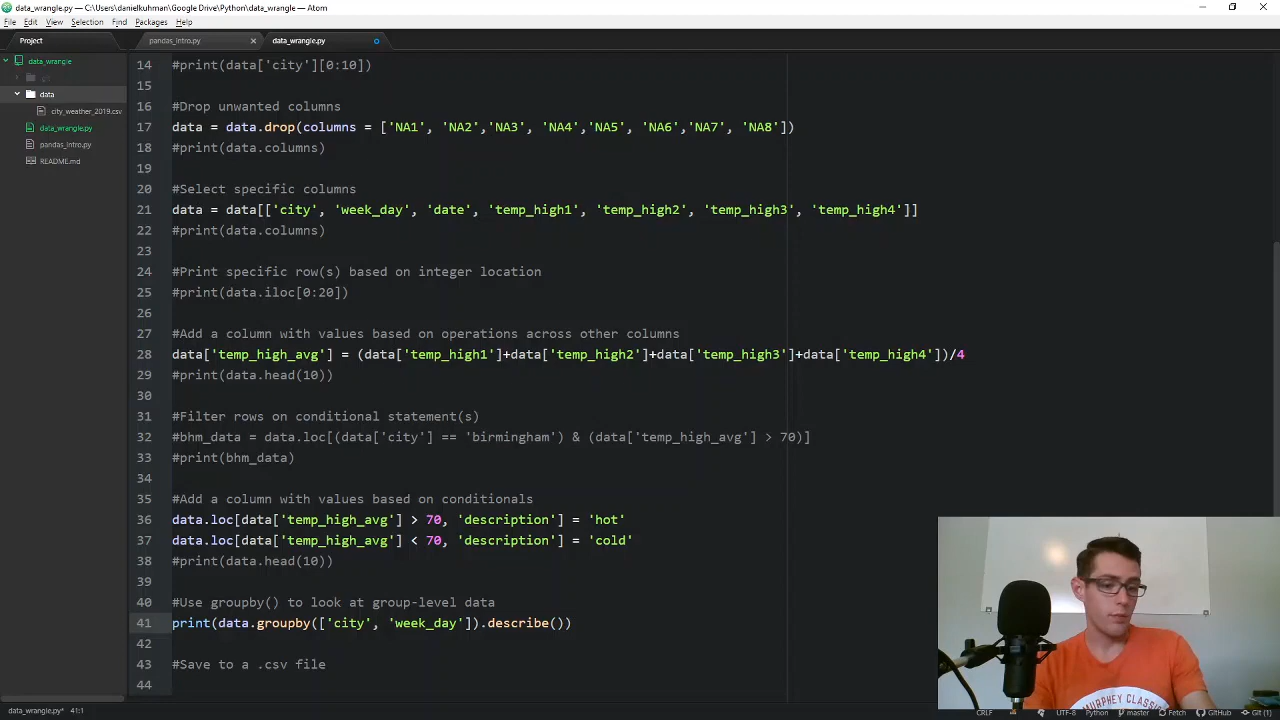 data_wrangle.py — C:\Users\danielkuhman\Google Drive\Python\data_wrangle — Atom
File Edit View Selection Find Packages Help
Project
pandas_intro.py
data_wrangle.py
data_wrangle
data
city_weather_2019.csv
data_wrangle.py
pandas_intro.py
README.md
14 #print(data['city'][0:10])
15
16 #Drop unwanted columns
17 data = data.drop(columns = ['NA1', 'NA2','NA3', 'NA4','NA5', 'NA6','NA7', 'NA8'])
18 #print(data.columns)
19
20 #Select specific columns
21 data = data[['city', 'week_day', 'date', 'temp_high1', 'temp_high2', 'temp_high3', 'temp_high4']]
22 #print(data.columns)
23
24 #Print specific row(s) based on integer location
25 #print(data.iloc[0:20])
26
27 #Add a column with values based on operations across other columns
28 data['temp_high_avg'] = (data['temp_high1']+data['temp_high2']+data['temp_high3']+data['temp_high4'])/4
29 #print(data.head(10))
30
31 #Filter rows on conditional statement(s)
32 #bhm_data = data.loc[(data['city'] == 'birmingham') & (data['temp_high_avg'] > 70)]
33 #print(bhm_data)
34
35 #Add a column with values based on conditionals
36 data.loc[data['temp_high_avg'] > 70, 'description'] = 'hot'
37 data.loc[data['temp_high_avg'] < 70, 'description'] = 'cold'
38 #print(data.head(10))
39
40 #Use groupby() to look at group-level data
41 print(data.groupby(['city', 'week_day']).describe())
42
43 #Save to a .csv file
44
MURPHEY CLASSIC
data_wrangle.py* 41:1
CRLF UTF-8 Python master Fetch GitHub Git (1)